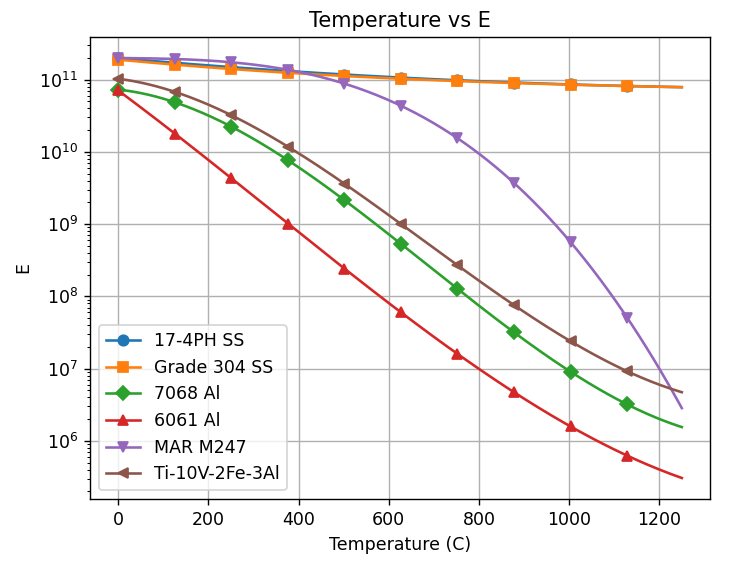 Temperature vs E
E
10^11
10^10
10^9
10^8
10^7
10^6
17-4PH SS
Grade 304 SS
7068 Al
6061 Al
MAR M247
Ti-10V-2Fe-3Al
0 200 400 600 800 1000 1200
Temperature (C)